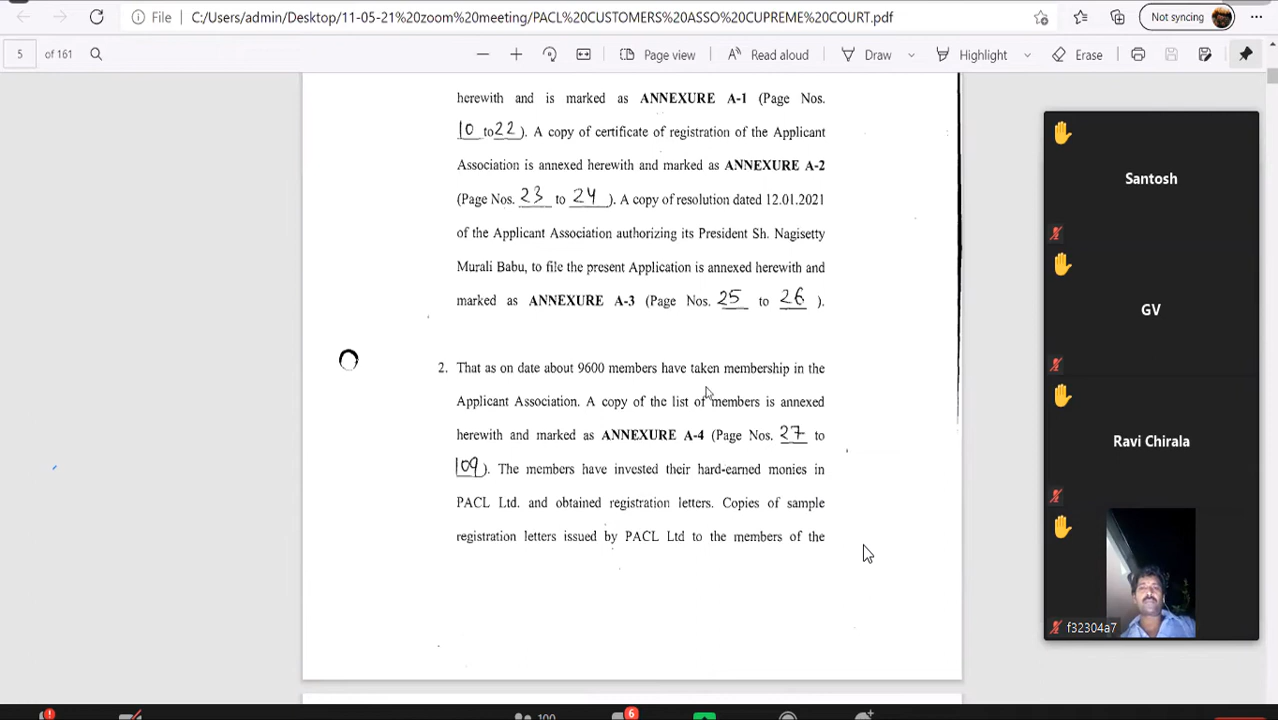 File
C:/Users/admin/Desktop/11-05-21%20zoom%20meeting/PACL%20CUSTOMERS%20ASSO%20CUPREME%20COURT.pdf
Not syncing
5 of 161
Page view
Read aloud
Draw
Highlight
Erase
herewith and is marked as ANNEXURE A-1 (Page Nos.
10 to 22 ). A copy of certificate of registration of the Applicant
Association is annexed herewith and marked as ANNEXURE A-2
(Page Nos. 23 to 24 ). A copy of resolution dated 12.01.2021
of the Applicant Association authorizing its President Sh. Nagisetty
Murali Babu, to file the present Application is annexed herewith and
marked as ANNEXURE A-3 (Page Nos. 25 to 26 ).
2. That as on date about 9600 members have taken membership in the
Applicant Association. A copy of the list of members is annexed
herewith and marked as ANNEXURE A-4 (Page Nos. 27 to
109 ). The members have invested their hard-earned monies in
PACL Ltd. and obtained registration letters. Copies of sample
registration letters issued by PACL Ltd to the members of the
Santosh
GV
Ravi Chirala
f32304a7
6
100